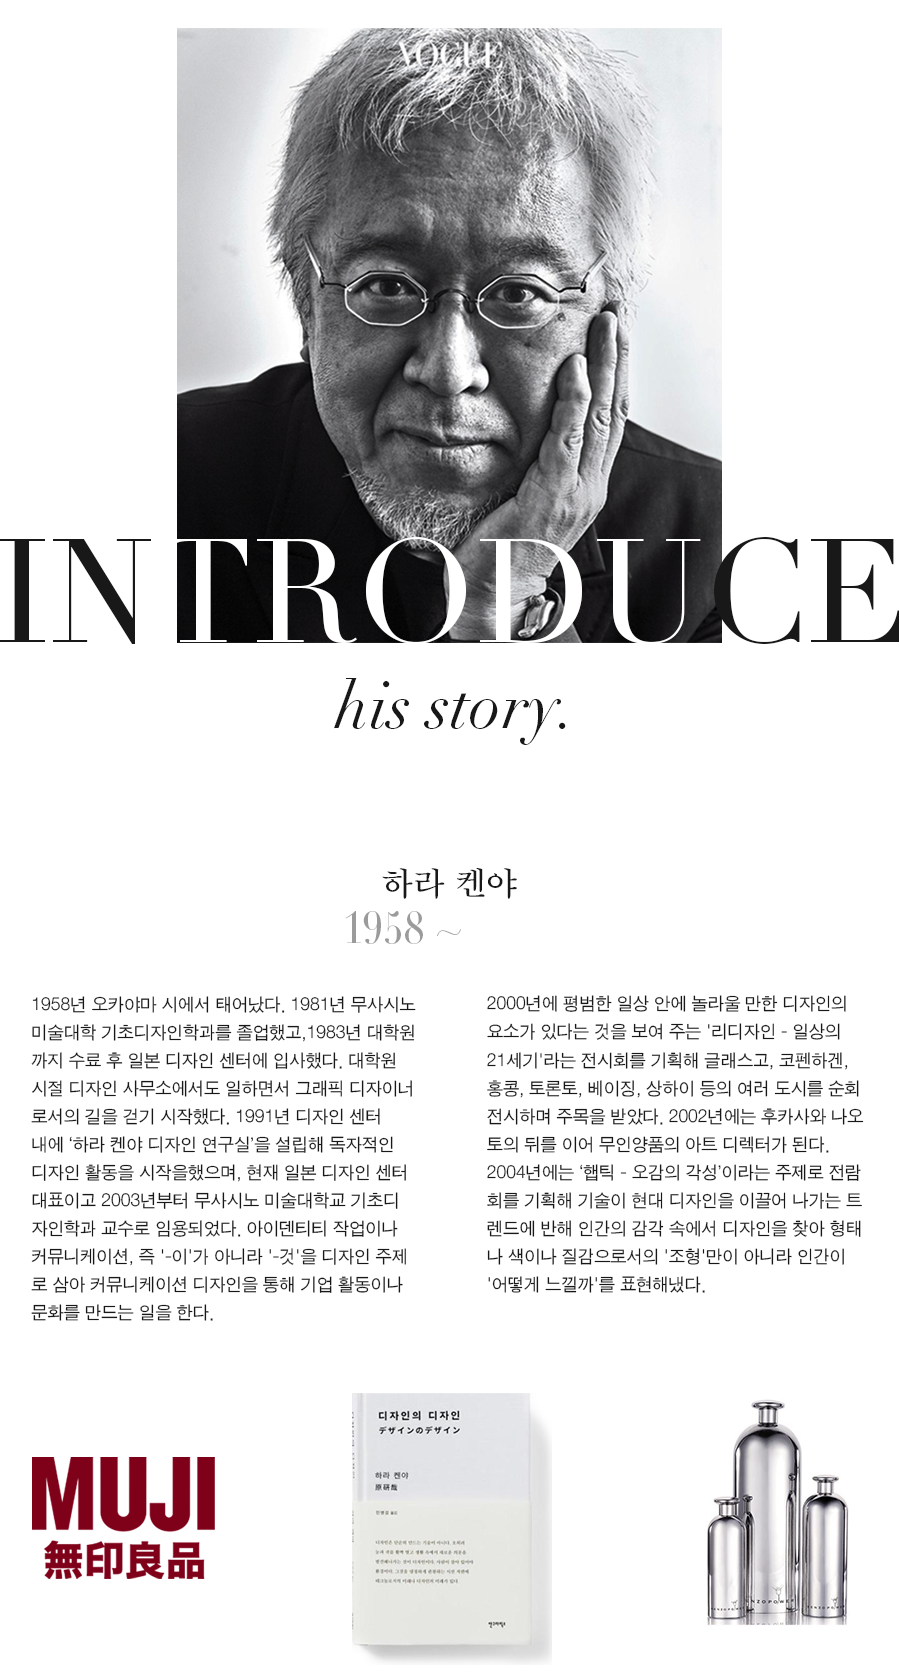 VOGUE
INTRODUCE
his story.
하라 켄야
1958 ~
1958년 오카야마 시에서 태어났다. 1981년 무사시노
미술대학 기초디자인학과를 졸업했고,1983년 대학원
까지 수료 후 일본 디자인 센터에 입사했다. 대학원
시절 디자인 사무소에서도 일하면서 그래픽 디자이너
로서의 길을 걷기 시작했다. 1991년 디자인 센터
내에 ‘하라 켄야 디자인 연구실’을 설립해 독자적인
디자인 활동을 시작을했으며, 현재 일본 디자인 센터
대표이고 2003년부터 무사시노 미술대학교 기초디
자인학과 교수로 임용되었다. 아이덴티티 작업이나
커뮤니케이션, 즉 '-이'가 아니라 '-것'을 디자인 주제
로 삼아 커뮤니케이션 디자인을 통해 기업 활동이나
문화를 만드는 일을 한다.
2000년에 평범한 일상 안에 놀라울 만한 디자인의
요소가 있다는 것을 보여 주는 '리디자인 - 일상의
21세기'라는 전시회를 기획해 글래스고, 코펜하겐,
홍콩, 토론토, 베이징, 상하이 등의 여러 도시를 순회
전시하며 주목을 받았다. 2002년에는 후카사와 나오
토의 뒤를 이어 무인양품의 아트 디렉터가 된다.
2004년에는 ‘햅틱 - 오감의 각성’이라는 주제로 전람
회를 기획해 기술이 현대 디자인을 이끌어 나가는 트
렌드에 반해 인간의 감각 속에서 디자인을 찾아 형태
나 색이나 질감으로서의 '조형'만이 아니라 인간이
'어떻게 느낄까'를 표현해냈다.
MUJI
無印良品
디자인의 디자인
デザインのデザイン
하라 켄야
原研哉